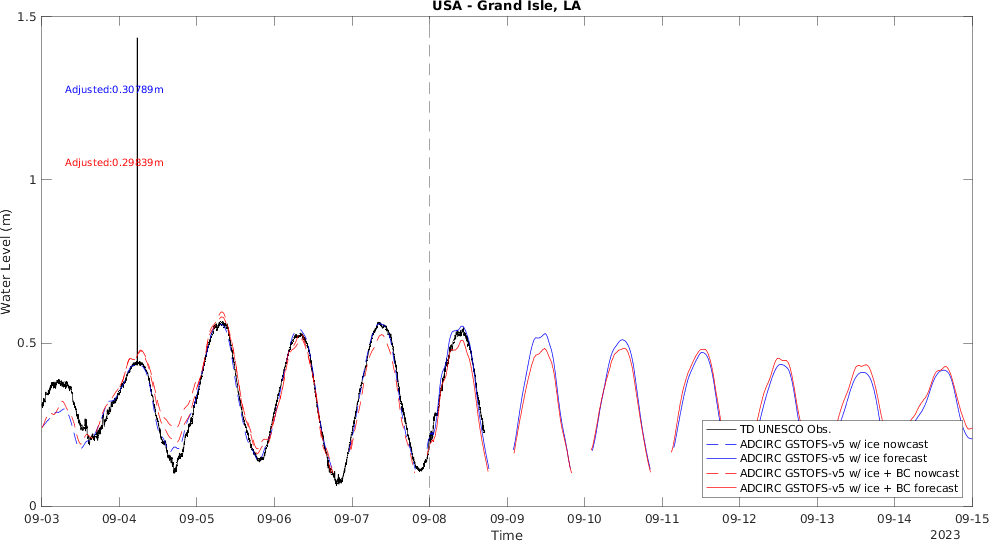 USA - Grand Isle, LA
1.5
Adjusted:0.30789m
Adjusted:0.29839m
1
Water Level (m)
0.5
TD UNESCO Obs.
ADCIRC GSTOFS-v5 w/ ice nowcast
ADCIRC GSTOFS-v5 w/ ice forecast
ADCIRC GSTOFS-v5 w/ ice + BC nowcast
ADCIRC GSTOFS-v5 w/ ice + BC forecast
0
09-03 09-04 09-05 09-06 09-07 09-08 09-09 09-10 09-11 09-12 09-13 09-14 09-15
Time
2023